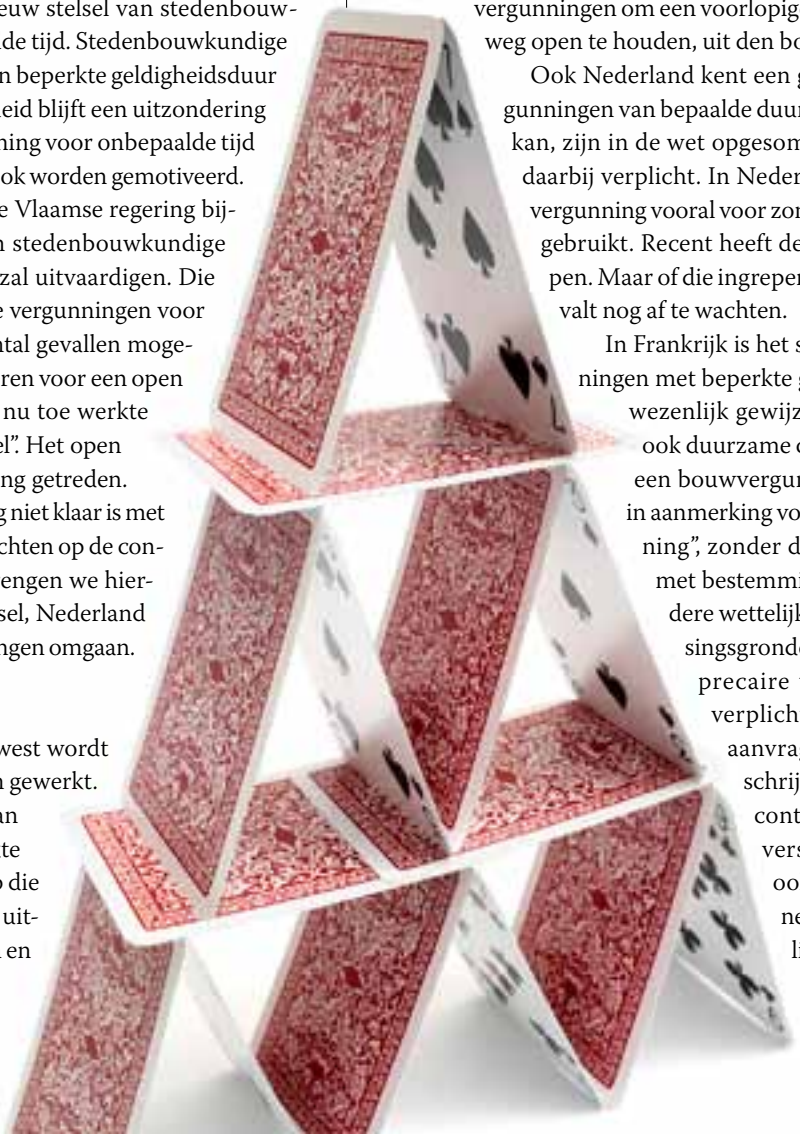 euw stelsel van stedenbouw-
de tijd. Stedenbouwkundige
n beperkte geldigheidsduur
eid blijft een uitzondering
ning voor onbepaalde tijd
ok worden gemotiveerd.
e Vlaamse regering bij-
n stedenbouwkundige
zal uitvaardigen. Die
e vergunningen voor
ntal gevallen moge-
ren voor een open
nu toe werkte
el”. Het open
ng getreden.
g niet klaar is met
chten op de con-
engen we hier-
sel, Nederland
ngen omgaan.
west wordt
n gewerkt.
an
te
die
uit-
en
vergunningen om een voorlopige
weg open te houden, uit den bo
Ook Nederland kent een g
gunningen van bepaalde duur
kan, zijn in de wet opgesom
daarbij verplicht. In Neder
vergunning vooral voor zon
gebruikt. Recent heeft de
pen. Maar of die ingrepen
valt nog af te wachten.
In Frankrijk is het s
ningen met beperkte g
wezenlijk gewijz
ook duurzame c
een bouwvergun
in aanmerking vo
ning”, zonder d
met bestemmi
dere wettelijk
singsgronde
precaire
verplich
aanvrag
schrij
cont
vers
oo
ne
li